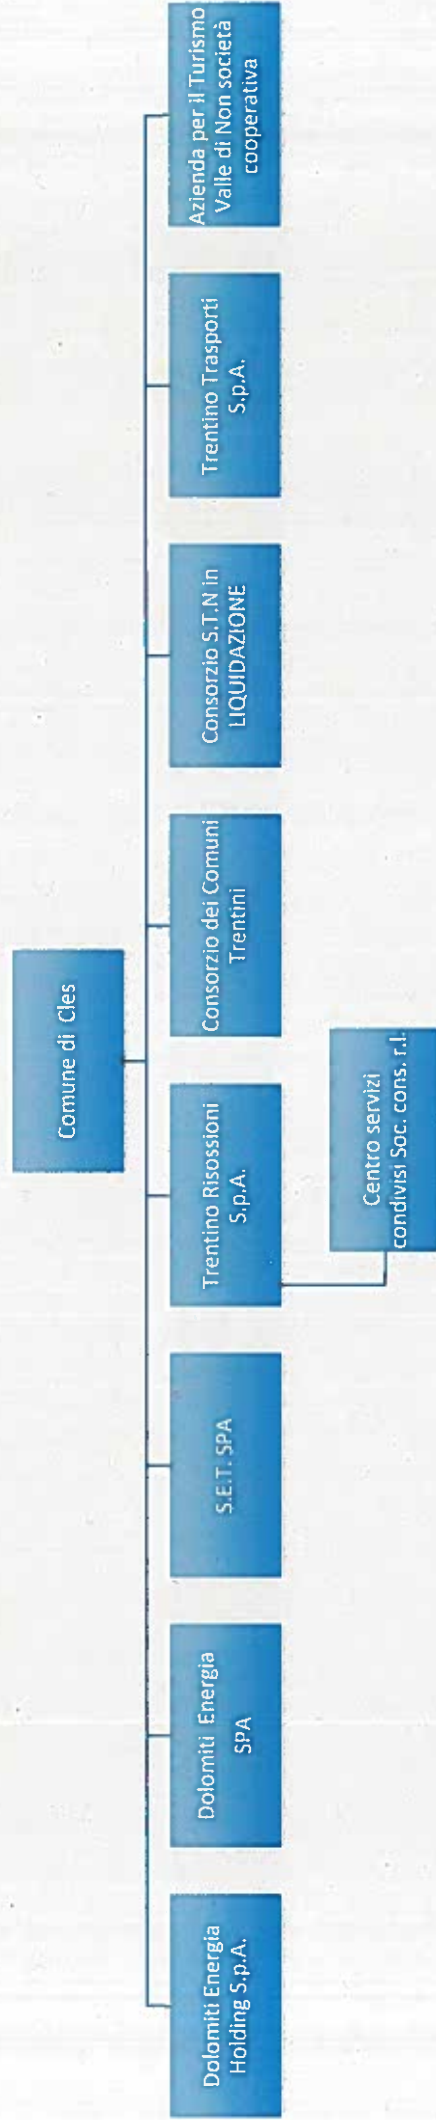 Comune di Cles
Dolomiti Energia
Holding S.p.A.
Dolomiti Energia
SPA
S.E.T. SPA
Trentino Risossioni
S.p.A.
Consorzio dei Comuni
Trentini
Consorzio S.T.N in
LIQUIDAZIONE
Trentino Trasporti
S.p.A.
Azienda per il Turismo
Valle di Non società
cooperativa
Centro servizi
condivisi Soc. cons. r.l.